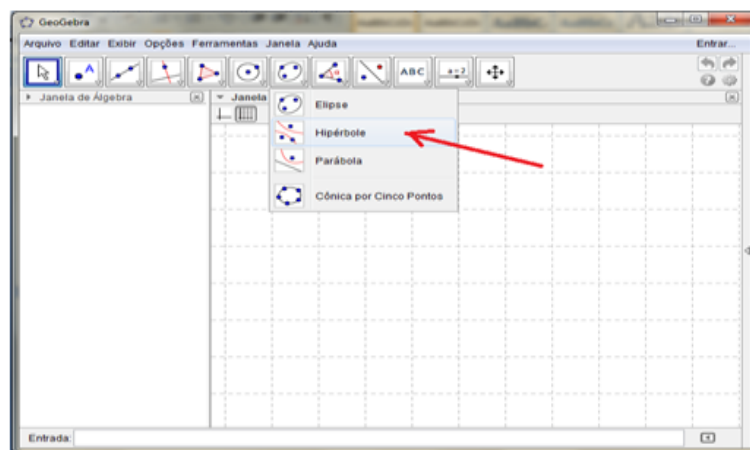 GeoGebra
Arquivo Editar Exibir Opções Ferramentas Janela Ajuda Entrar...
A ABC a=2
Janela de Álgebra Janela
Elipse
Hipérbole
Parábola
Cônica por Cinco Pontos
Entrada: